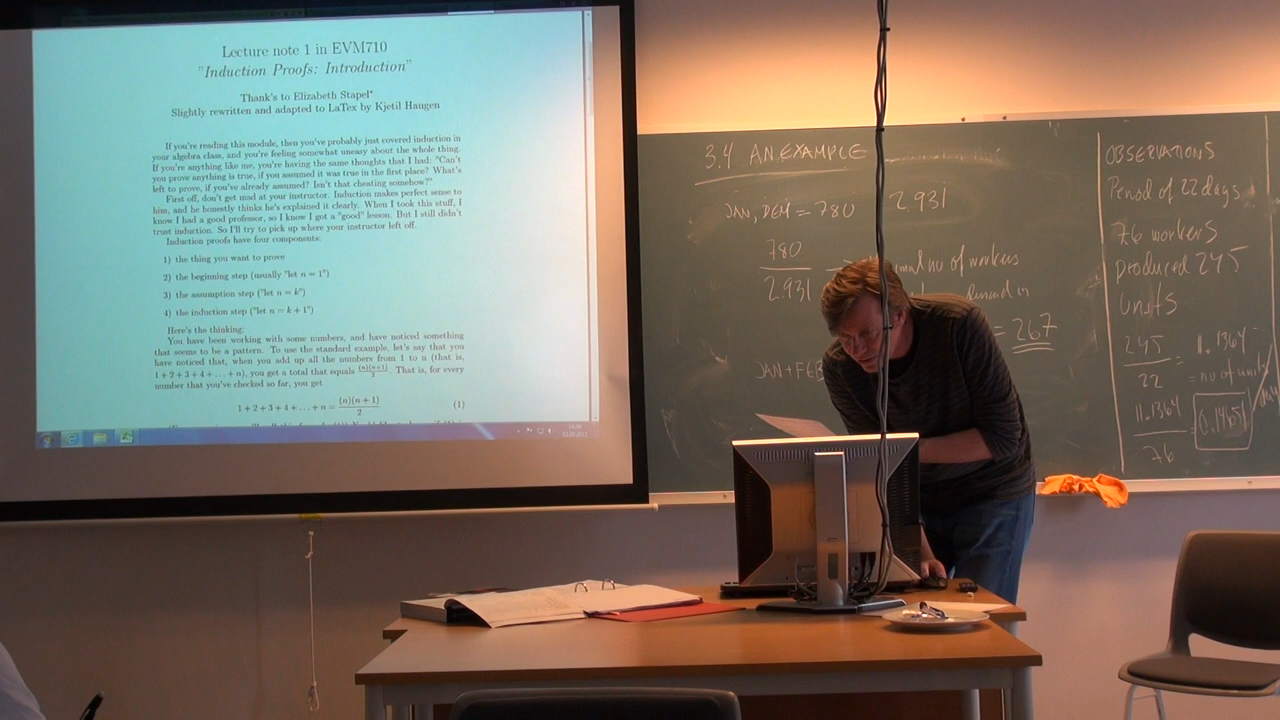 Lecture note 1 in EVM710
"Induction Proofs: Introduction"
Thank's to Elizabeth Stapel*
Slightly rewritten and adapted to LaTex by Kjetil Haugen
If you're reading this module, then you've probably just covered induction in
your algebra class, and you're feeling somewhat uneasy about the whole thing.
If you're anything like me, you're having the same thoughts that I had: "Can't
you prove anything is true, if you assumed it was true in the first place? What's
left to prove, if you've already assumed? Isn't that cheating somehow?"
First off, don't get mad at your instructor. Induction makes perfect sense to
him, and he honestly thinks he's explained it clearly. When I took this stuff, I
know I had a good professor, so I know I got a "good" lesson. But I still didn't
trust induction. So I'll try to pick up where your instructor left off.
Induction proofs have four components:
1) the thing you want to prove
2) the beginning step (usually "let n = 1")
3) the assumption step ("let n = k")
4) the induction step ("let n = k + 1")
Here's the thinking:
You have been working with some numbers, and have noticed something
that seems to be a pattern. To use the standard example, let's say that you
have noticed that, when you add up all the numbers from 1 to n (that is,
1 + 2 + 3 + 4 + ... + n), you get a total that equals (n)(n+1)/2. That is, for every
number that you've checked so far, you get
1 + 2 + 3 + 4 + ... + n = (n)(n + 1)/2 (1)
3.4 AN EXAMPLE
JAN, DEM = 780
2.931
780
2.931
no of workers
= 267
JAN + FEB
OBSERVATIONS
Period of 22 days
76 workers
produced 245
units
245
22
= 11.1364
= no of units
11.1364
76
= 0.14653